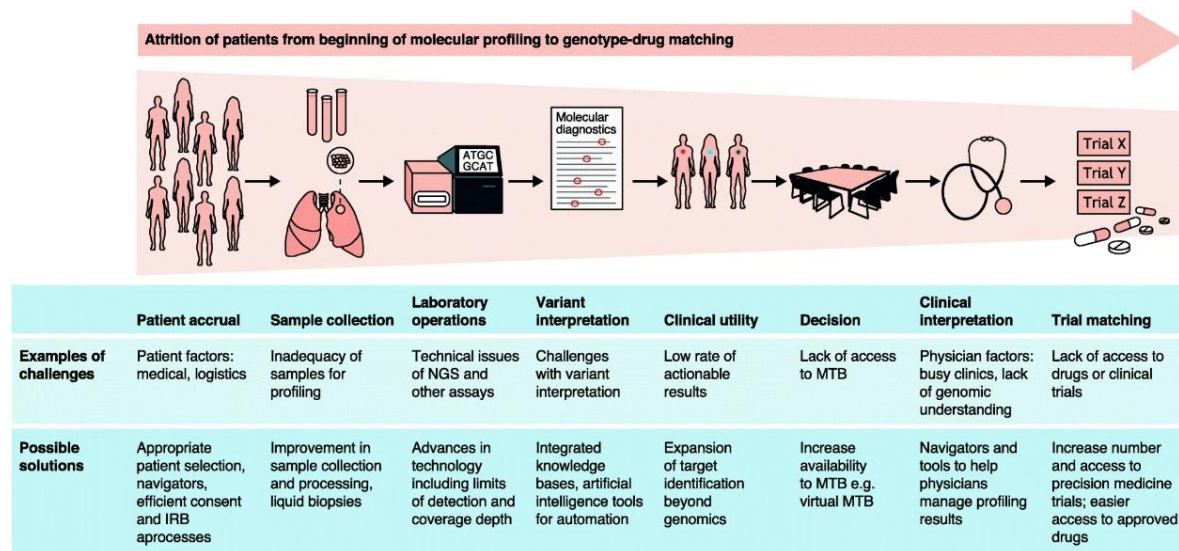 Attrition of patients from beginning of molecular profiling to genotype-drug matching
Molecular
diagnostics
ATGC
GCAT
Trial X
Trial Y
Trial Z
Patient accrual
Sample collection
Laboratory
operations
Variant
interpretation
Clinical utility
Decision
Clinical
interpretation
Trial matching
Examples of
challenges
Patient factors:
medical, logistics
Inadequacy of
samples for
profiling
Technical issues
of NGS and
other assays
Challenges
with variant
interpretation
Low rate of
actionable
results
Lack of access
to MTB
Physician factors:
busy clinics, lack
of genomic
understanding
Lack of access to
drugs or clinical
trials
Possible
solutions
Appropriate
patient selection,
navigators,
efficient consent
and IRB
aprocesses
Improvement in
sample collection
and processing,
liquid biopsies
Advances in
technology
including limits
of detection and
coverage depth
Integrated
knowledge
bases, artificial
intelligence tools
for automation
Expansion
of target
identification
beyond
genomics
Increase
availability
to MTB e.g.
virtual MTB
Navigators and
tools to help
physicians
manage profiling
results
Increase number
and access to
precision medicine
trials; easier
access to approved
drugs